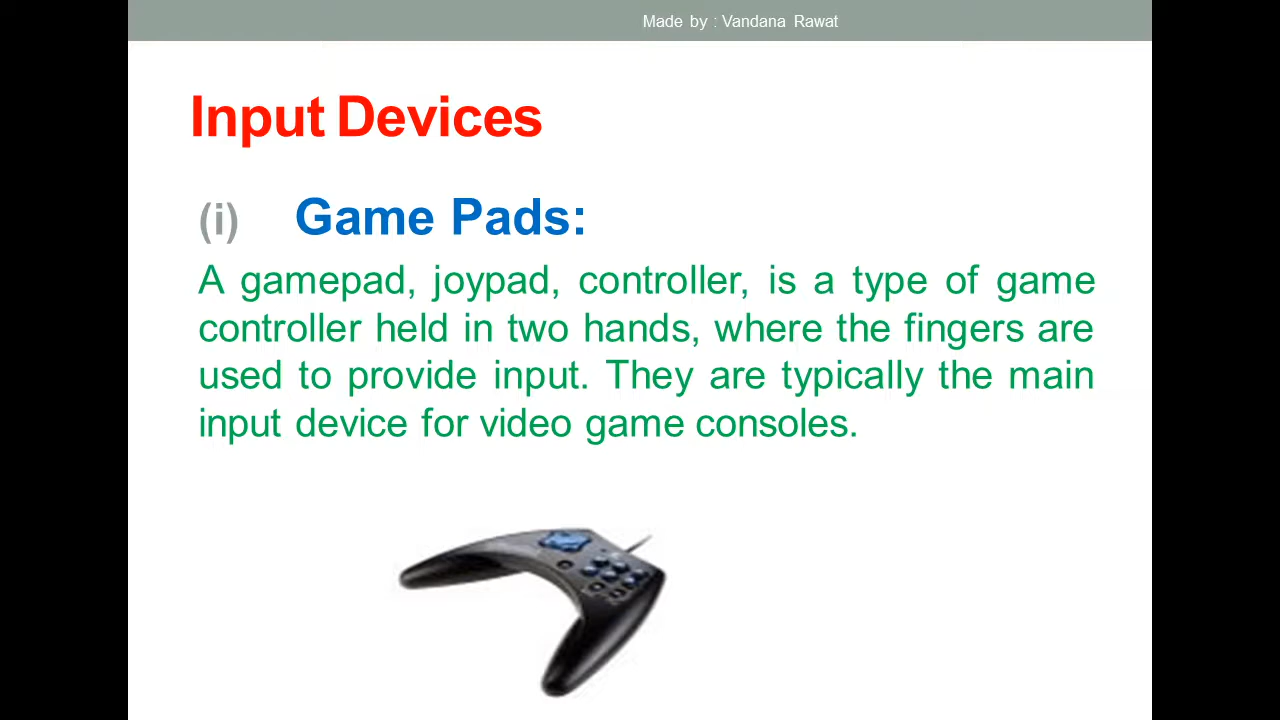 Made by : Vandana Rawat
Input Devices
(i) Game Pads:
A gamepad, joypad, controller, is a type of game
controller held in two hands, where the fingers are
used to provide input. They are typically the main
input device for video game consoles.